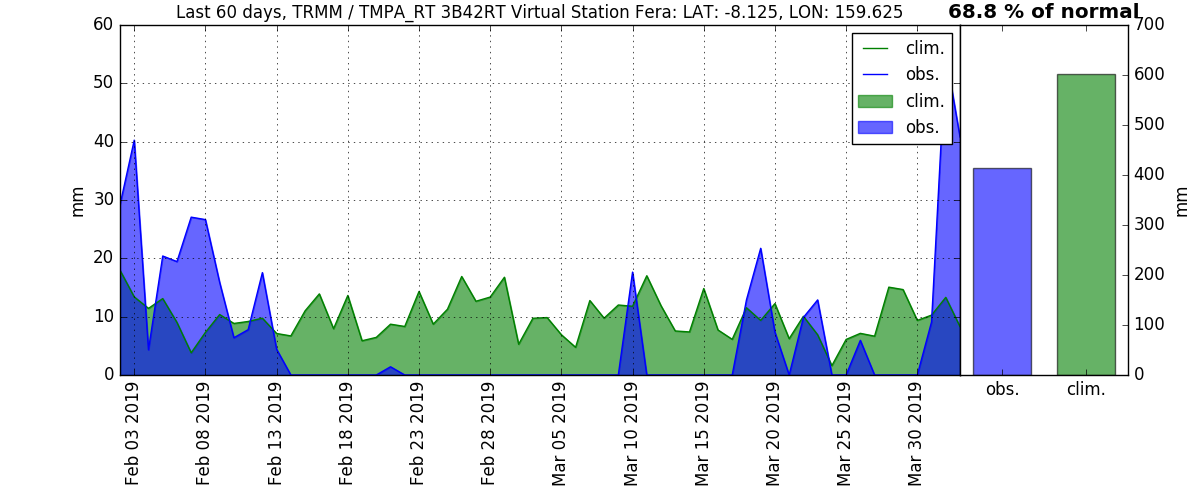 Last 60 days, TRMM / TMPA_RT 3B42RT Virtual Station Fera: LAT: -8.125, LON: 159.625
68.8 % of normal
60
50
40
30
20
10
0
mm
clim.
obs.
clim.
obs.
700
600
500
400
300
200
100
0
mm
Feb 03 2019
Feb 08 2019
Feb 13 2019
Feb 18 2019
Feb 23 2019
Feb 28 2019
Mar 05 2019
Mar 10 2019
Mar 15 2019
Mar 20 2019
Mar 25 2019
Mar 30 2019
obs.
clim.